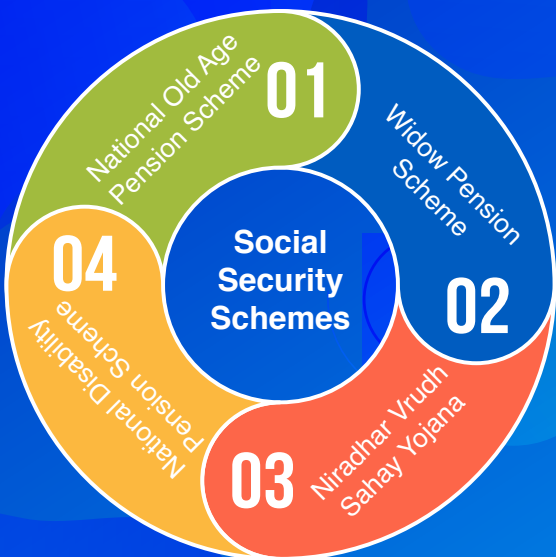 Social
Security
Schemes
01
National Old Age
Pension Scheme
02
Widow Pension
Scheme
03
Niradhar Vrudh
Sahay Yojana
04
National Disability
Pension Scheme